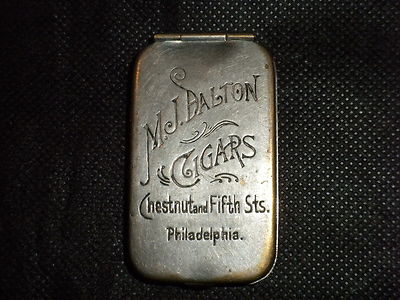 M.J. DALTON
CIGARS
Chestnut and Fifth Sts.
Philadelphia.